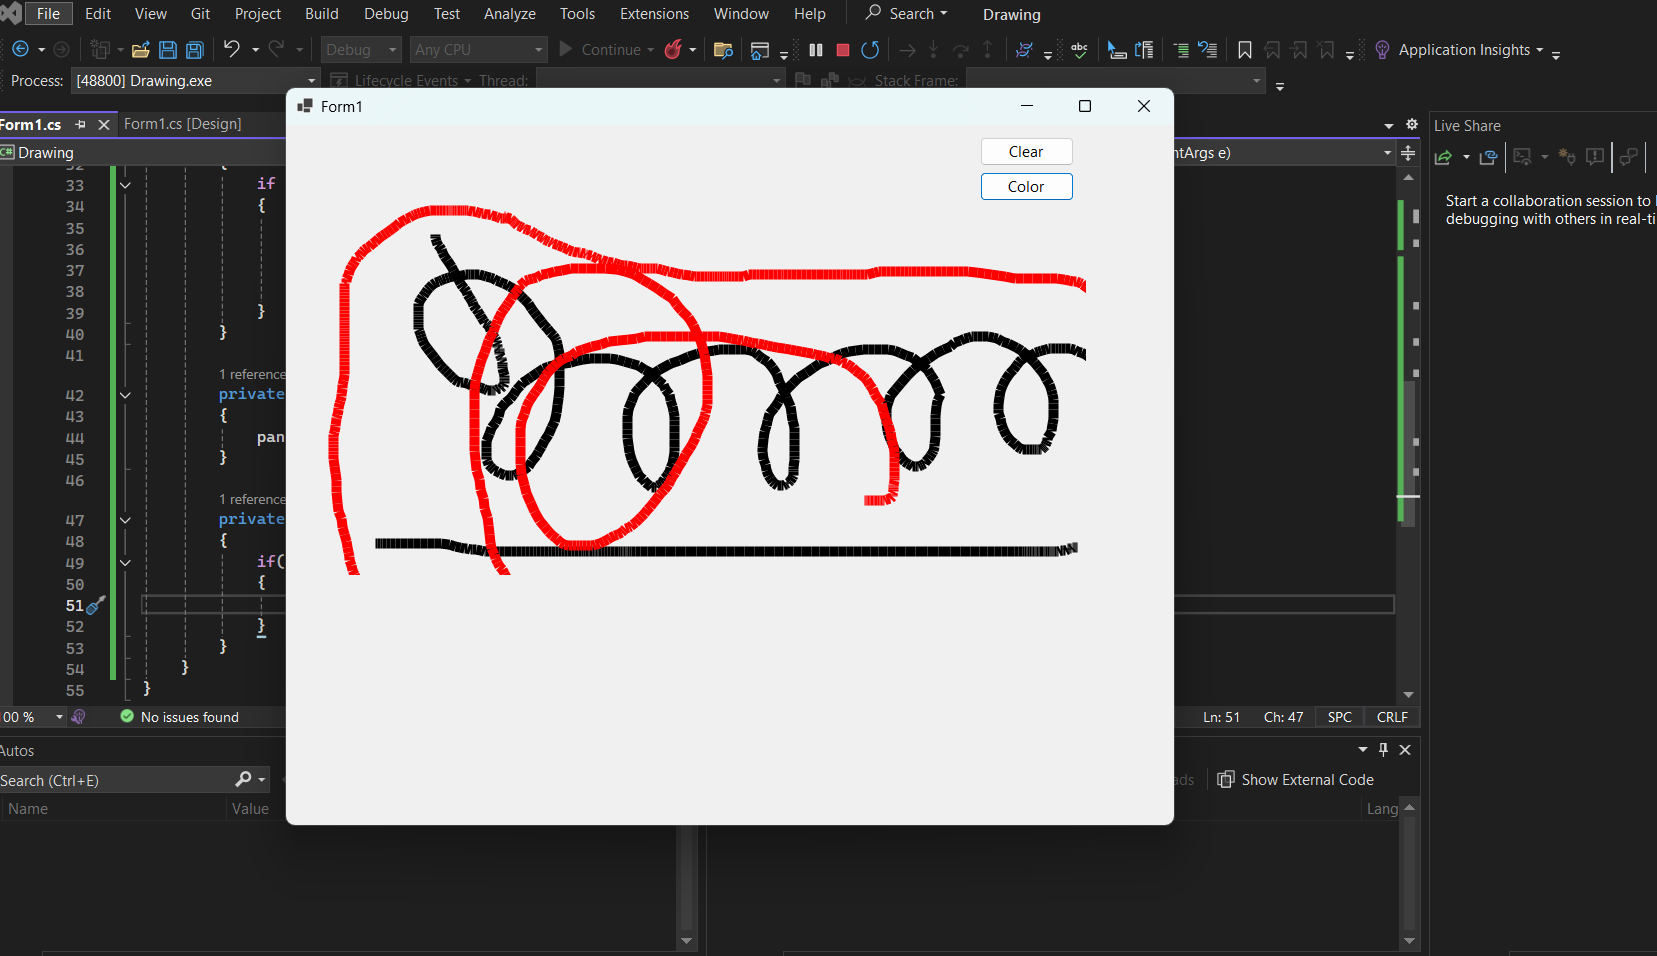 File Edit View Git Project Build Debug Test Analyze Tools Extensions Window Help Search Drawing
Debug Any CPU Continue Application Insights
Process: [48800] Drawing.exe Lifecycle Events Thread: Stack Frame:
Form1
Form1.cs Form1.cs [Design]
Live Share
Clear
Drawing
ntArgs e)
Color
Start a collaboration session to
debugging with others in real-ti
32
33 if
34 {
35
36
37
38
39 }
40 }
41
1 reference
42 private
43 {
44 pan
45 }
46
1 reference
47 private
48 {
49 if(
50 {
51
52 }
53 }
54 }
55 }
00 % No issues found Ln: 51 Ch: 47 SPC CRLF
Autos
Search (Ctrl+E) ads Show External Code
Name Value Lang